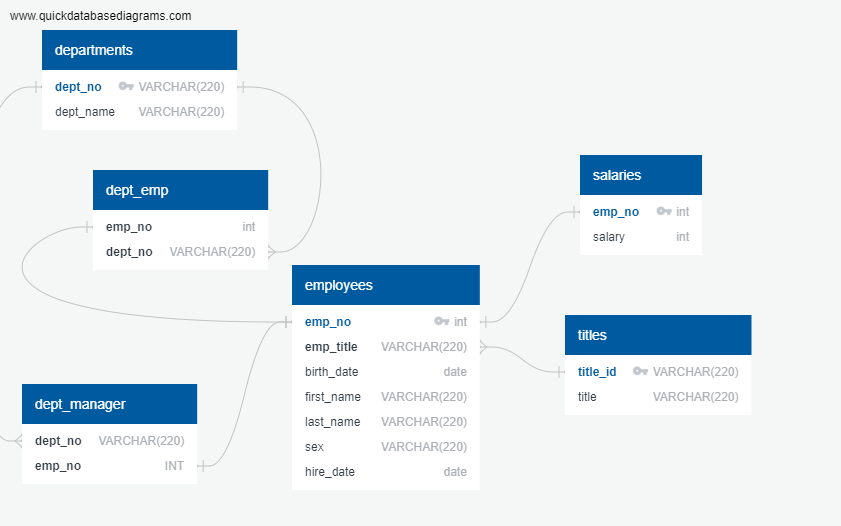 www.quickdatabasediagrams.com
departments
dept_no VARCHAR(220)
dept_name VARCHAR(220)
dept_emp
emp_no int
dept_no VARCHAR(220)
salaries
emp_no int
salary int
employees
emp_no int
emp_title VARCHAR(220)
birth_date date
first_name VARCHAR(220)
last_name VARCHAR(220)
sex VARCHAR(220)
hire_date date
titles
title_id VARCHAR(220)
title VARCHAR(220)
dept_manager
dept_no VARCHAR(220)
emp_no INT